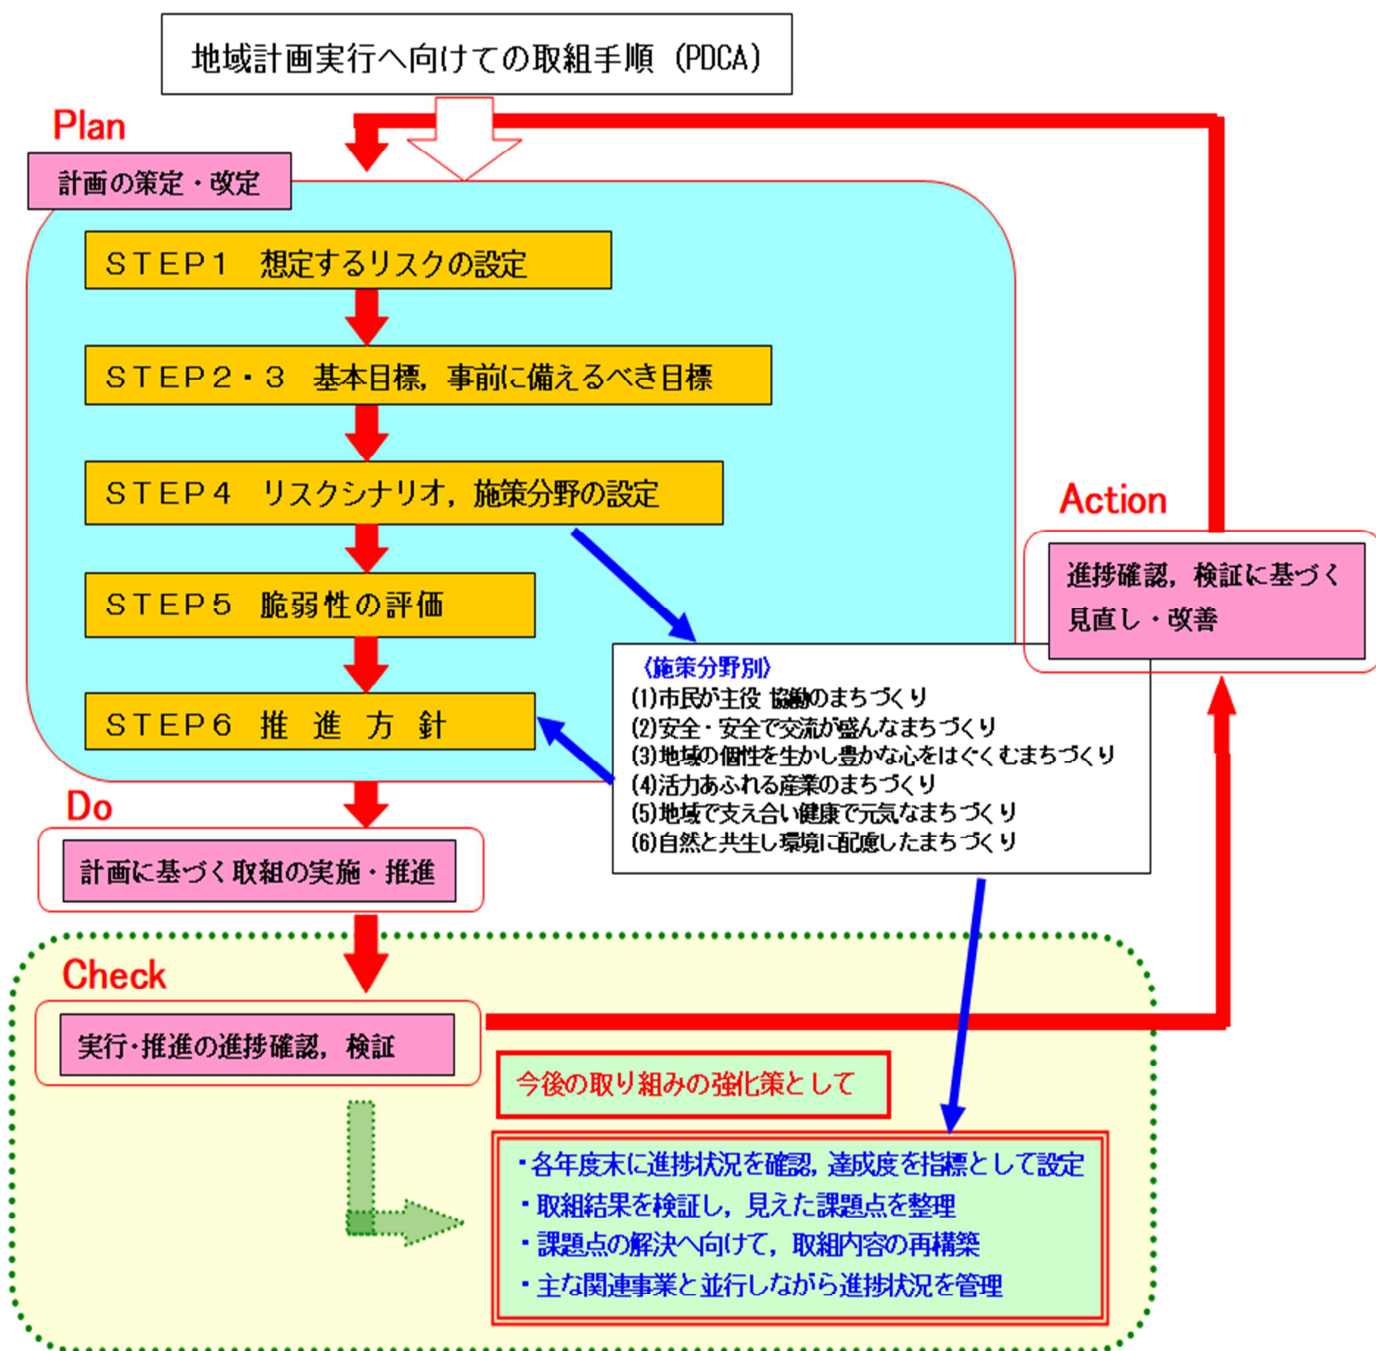 地域計画実行へ向けての取組手順（PDCA）
Plan
計画の策定・改定
ＳＴＥＰ１　想定するリスクの設定
ＳＴＥＰ２・３　基本目標，事前に備えるべき目標
ＳＴＥＰ４　リスクシナリオ，施策分野の設定
ＳＴＥＰ５　脆弱性の評価
ＳＴＥＰ６　推　進　方　針
〈施策分野別〉
(1)市民が主役 協働のまちづくり
(2)安全・安全で交流が盛んなまちづくり
(3)地域の個性を生かし豊かな心をはぐくむまちづくり
(4)活力あふれる産業のまちづくり
(5)地域で支え合い健康で元気なまちづくり
(6)自然と共生し環境に配慮したまちづくり
Action
進捗確認，検証に基づく
見直し・改善
Do
計画に基づく取組の実施・推進
Check
実行・推進の進捗確認，検証
今後の取り組みの強化策として
・各年度末に進捗状況を確認，達成度を指標として設定
・取組結果を検証し，見えた課題点を整理
・課題点の解決へ向けて，取組内容の再構築
・主な関連事業と並行しながら進捗状況を管理